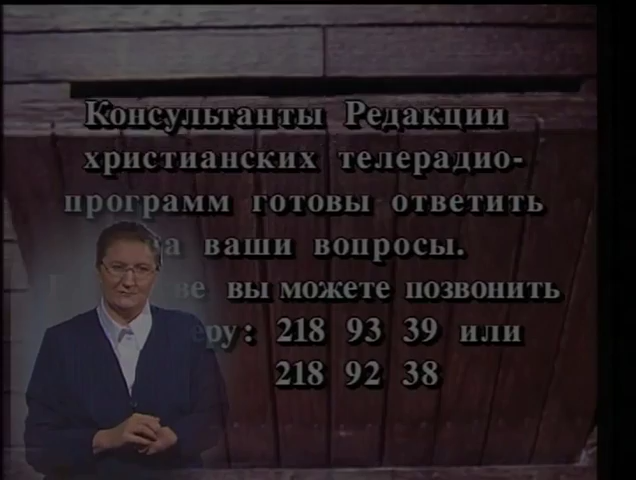 Консультанты Редакции
христианских телерадио-
программ готовы ответить
ваши вопросы.
вы можете позвонить
218 93 39 или
218 92 38